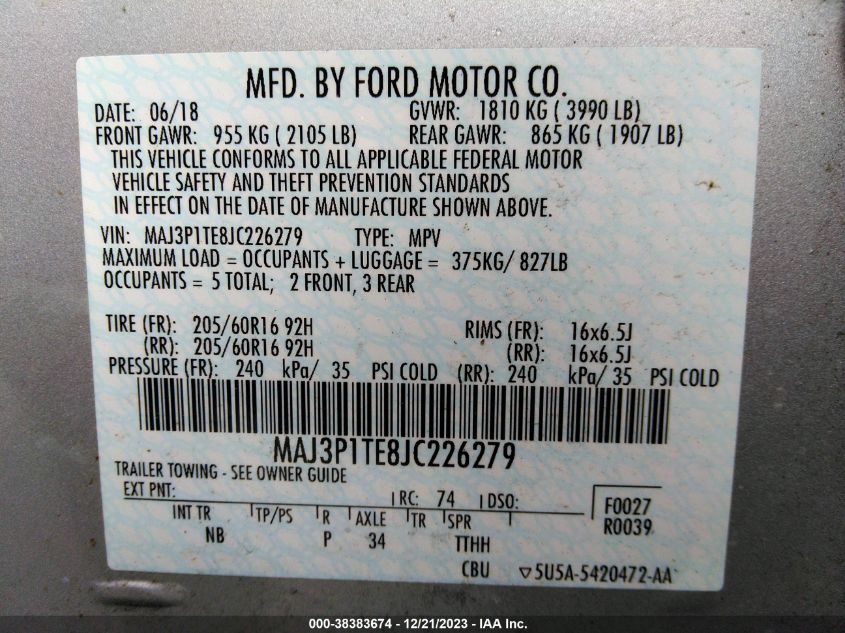 MFD. BY FORD MOTOR CO.
DATE: 06/18 GVWR: 1810 KG ( 3990 LB)
FRONT GAWR: 955 KG ( 2105 LB) REAR GAWR: 865 KG ( 1907 LB)
THIS VEHICLE CONFORMS TO ALL APPLICABLE FEDERAL MOTOR
VEHICLE SAFETY AND THEFT PREVENTION STANDARDS
IN EFFECT ON THE DATE OF MANUFACTURE SHOWN ABOVE.
VIN: MAJ3P1TE8JC226279 TYPE: MPV
MAXIMUM LOAD = OCCUPANTS + LUGGAGE = 375KG/ 827LB
OCCUPANTS = 5 TOTAL; 2 FRONT, 3 REAR
TIRE (FR): 205/60R16 92H RIMS (FR): 16x6.5J
(RR): 205/60R16 92H (RR): 16x6.5J
PRESSURE (FR): 240 kPa/ 35 PSI COLD (RR): 240 kPa/ 35 PSI COLD
MAJ3P1TE8JC226279
TRAILER TOWING - SEE OWNER GUIDE
EXT PNT: RC: 74 DSO: F0027
INT TR TP/PS R AXLE TR SPR R0039
NB P 34 TTHH
CBU ▽5U5A-5420472-AA
000-38383674 - 12/21/2023 - IAA Inc.